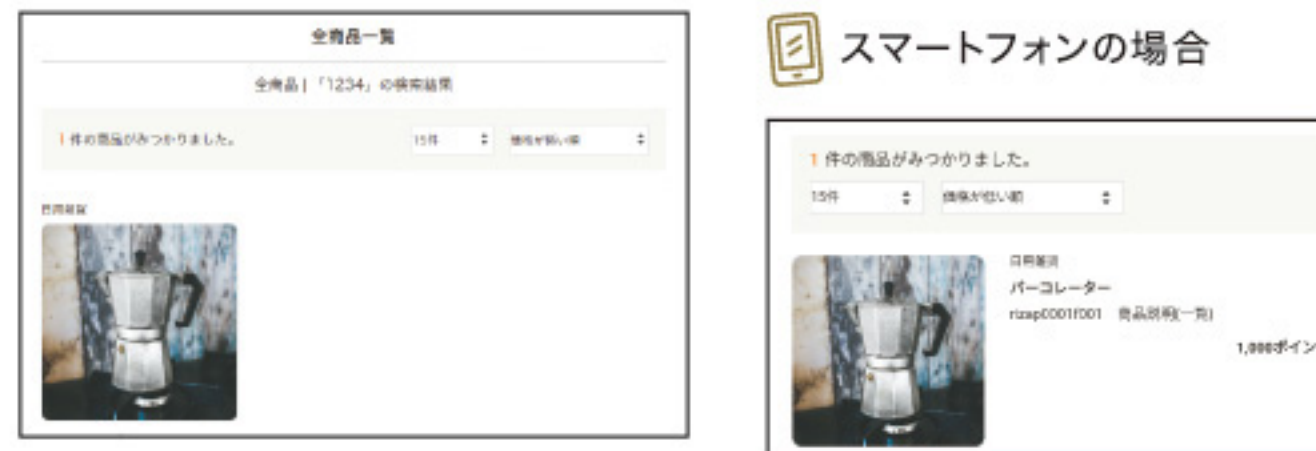 全商品一覧
全商品 | 「1234」の検索結果
1 件の商品がみつかりました。
15件
価格が低い順
日用雑貨
スマートフォンの場合
1 件の商品がみつかりました。
15件
価格が低い順
日用雑貨
パーコレーター
rizap0001f001 商品説明(一覧)
1,000ポイン